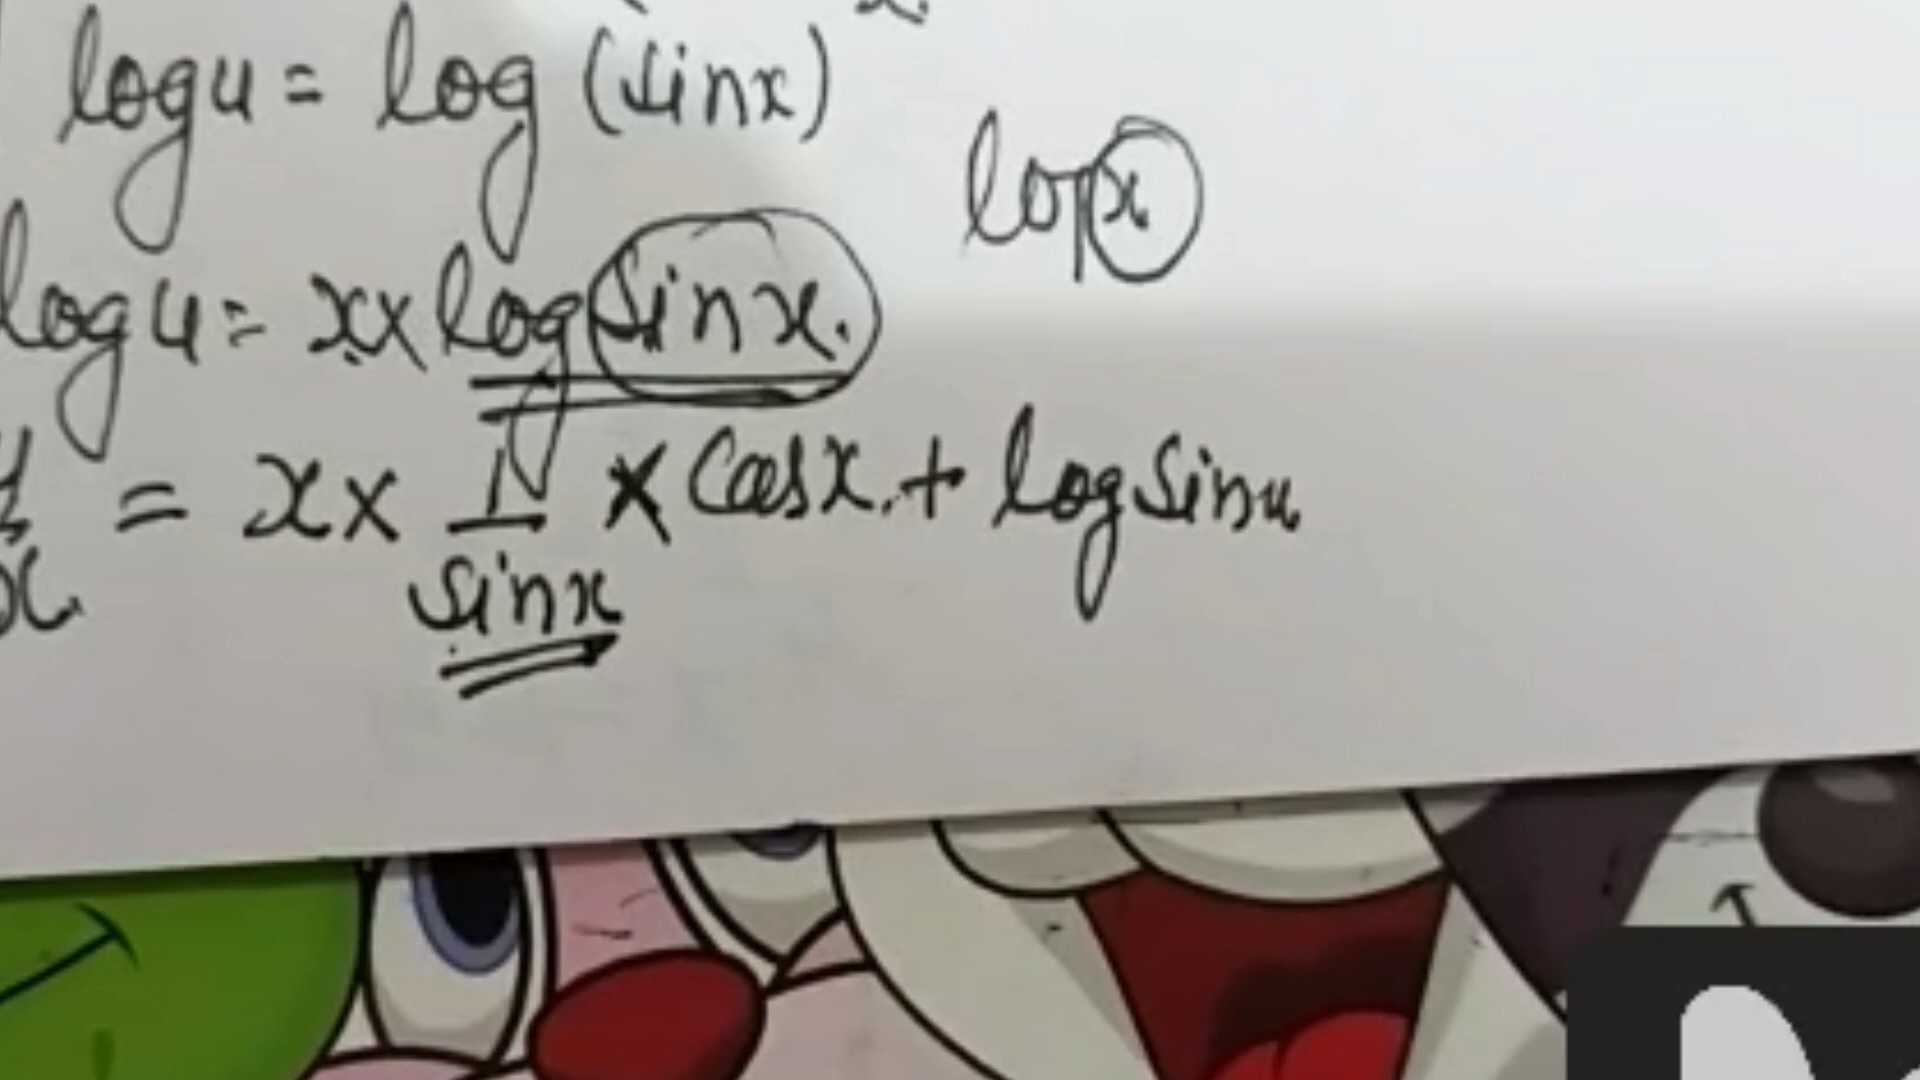 log u = log (sinx)
log x
log u = x × log sinx.
= x × 1/sinx × Cosx. + log sinx
x.